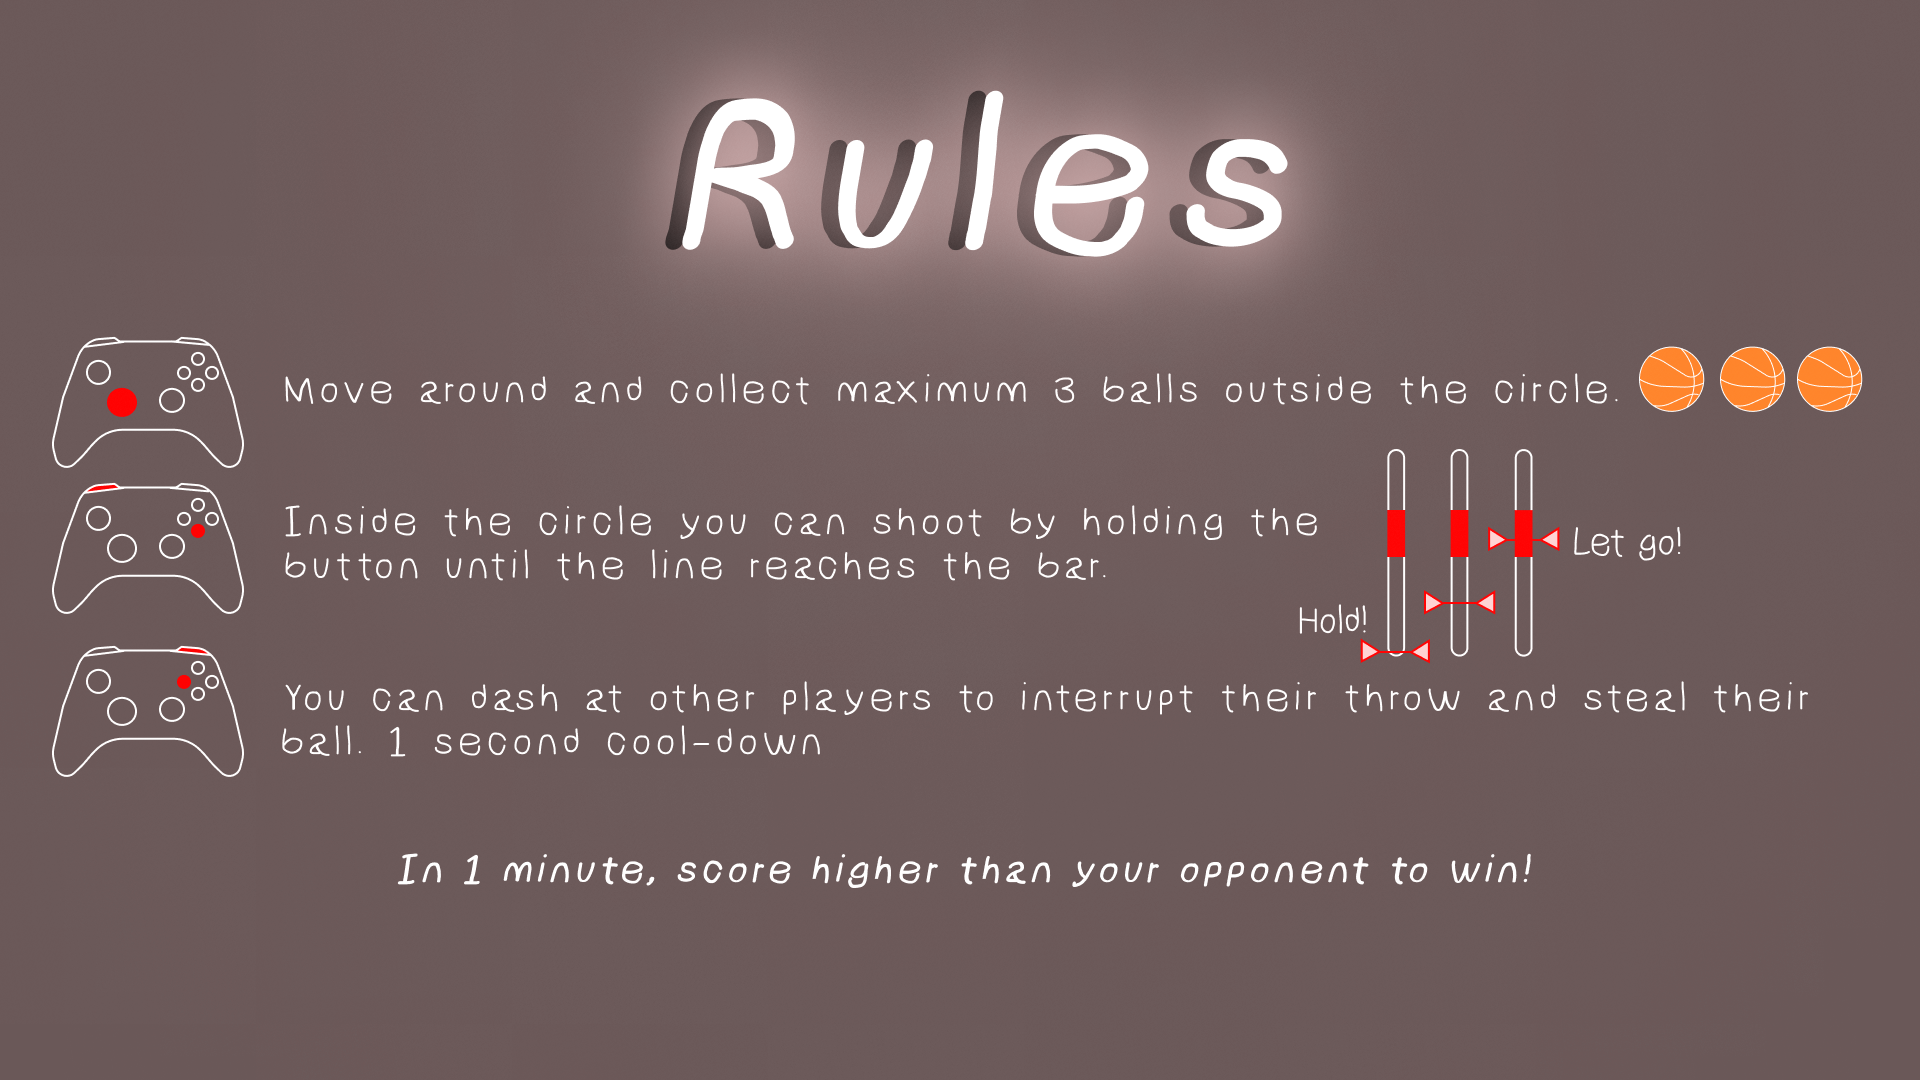 Rules
Move around and collect maximum 3 balls outside the circle.
Inside the circle you can shoot by holding the
button until the line reaches the bar.
Let go!
Hold!
You can dash at other players to interrupt their throw and steal their
ball. 1 second cool-down
In 1 minute, score higher than your opponent to win!